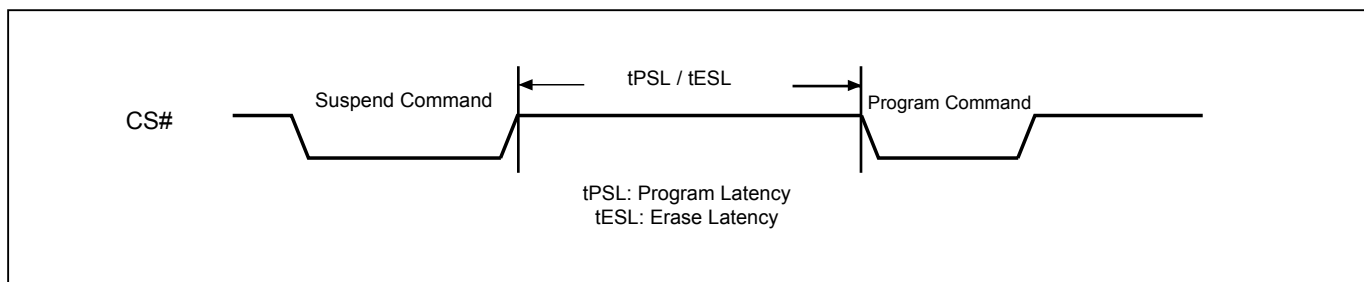 tPSL / tESL
Suspend Command
Program Command
CS#
tPSL: Program Latency
tESL: Erase Latency